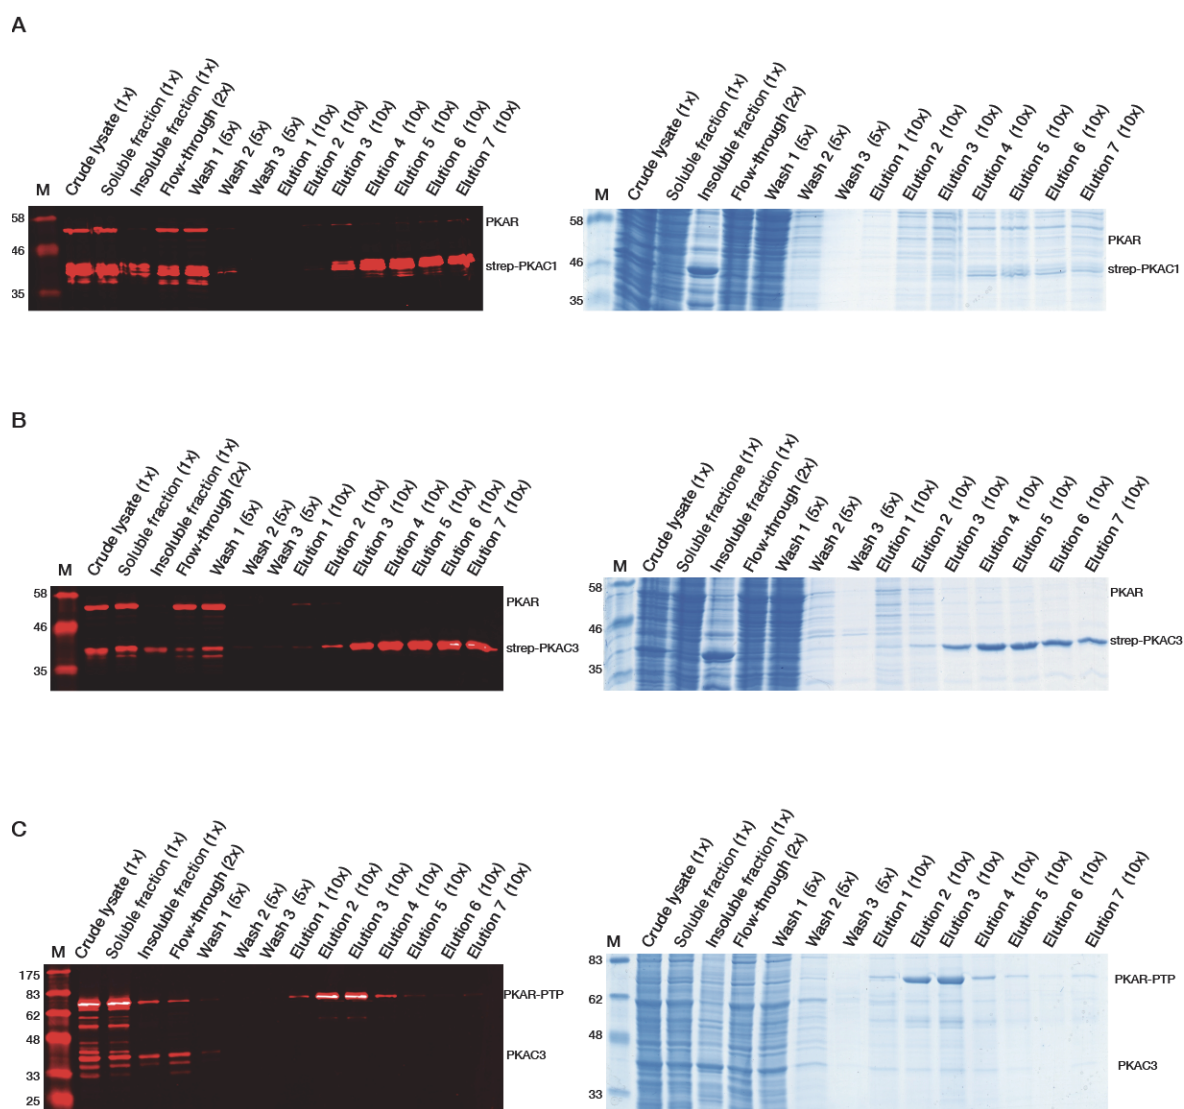 A
M
Crude lysate (1x)
Soluble fraction (1x)
Insoluble fraction (1x)
Flow-through (2x)
Wash 1 (5x)
Wash 2 (5x)
Wash 3 (5x)
Elution 1 (10x)
Elution 2 (10x)
Elution 3 (10x)
Elution 4 (10x)
Elution 5 (10x)
Elution 6 (10x)
Elution 7 (10x)
58
46
35
PKAR
strep-PKAC1
M
Crude lysate (1x)
Soluble fraction (1x)
Insoluble fraction (1x)
Flow-through (2x)
Wash 1 (5x)
Wash 2 (5x)
Wash 3 (5x)
Elution 1 (10x)
Elution 2 (10x)
Elution 3 (10x)
Elution 4 (10x)
Elution 5 (10x)
Elution 6 (10x)
Elution 7 (10x)
58
46
35
PKAR
strep-PKAC1
B
M
Crude lysate (1x)
Soluble fraction (1x)
Insoluble fraction (1x)
Flow-through (2x)
Wash 1 (5x)
Wash 2 (5x)
Wash 3 (5x)
Elution 1 (10x)
Elution 2 (10x)
Elution 3 (10x)
Elution 4 (10x)
Elution 5 (10x)
Elution 6 (10x)
Elution 7 (10x)
58
46
35
PKAR
strep-PKAC3
M
Crude lysate (1x)
Soluble fractione (1x)
Insoluble fraction (1x)
Flow-through (2x)
Wash 1 (5x)
Wash 2 (5x)
Wash 3 (5x)
Elution 1 (10x)
Elution 2 (10x)
Elution 3 (10x)
Elution 4 (10x)
Elution 5 (10x)
Elution 6 (10x)
Elution 7 (10x)
58
46
35
PKAR
strep-PKAC3
C
M
Crude lysate (1x)
Soluble fraction (1x)
Insoluble fraction (1x)
Flow-through (2x)
Wash 1 (5x)
Wash 2 (5x)
Wash 3 (5x)
Elution 1 (10x)
Elution 2 (10x)
Elution 3 (10x)
Elution 4 (10x)
Elution 5 (10x)
Elution 6 (10x)
Elution 7 (10x)
175
83
62
48
33
25
PKAR-PTP
PKAC3
M
Crude lysate (1x)
Soluble fraction (1x)
Insoluble fraction (1x)
Flow-through (2x)
Wash 1 (5x)
Wash 2 (5x)
Wash 3 (5x)
Elution 1 (10x)
Elution 2 (10x)
Elution 3 (10x)
Elution 4 (10x)
Elution 5 (10x)
Elution 6 (10x)
Elution 7 (10x)
83
62
48
33
PKAR-PTP
PKAC3